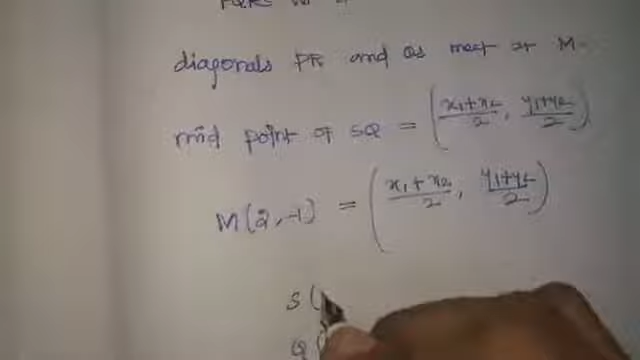 diagonals PR and QS meet at M.
mid point of SQ = (x₁+x₂/2, y₁+y₂/2)
M(2,-1) = (x₁+x₂/2, y₁+y₂/2)
S (
Q (